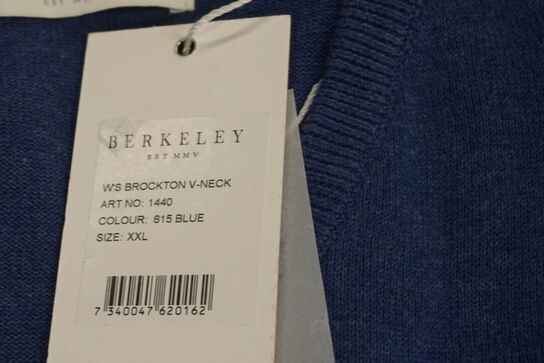 BERKELEY
EST MMV
W'S BROCKTON V-NECK
ART NO: 1440
COLOUR: 615 BLUE
SIZE: XXL
7 340047 620162